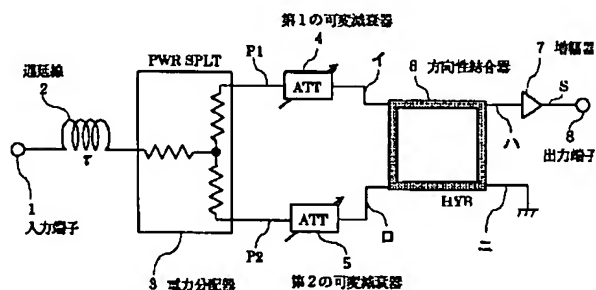 第1の可変減衰器
4
P1
ATT
イ
PWR SPLT
遅延線
2
τ
1
入力端子
3 電力分配器
P2
ATT
5
第2の可変減衰器
ロ
6 方向性結合器
HYB
ハ
ニ
7 増幅器
S
8
出力端子